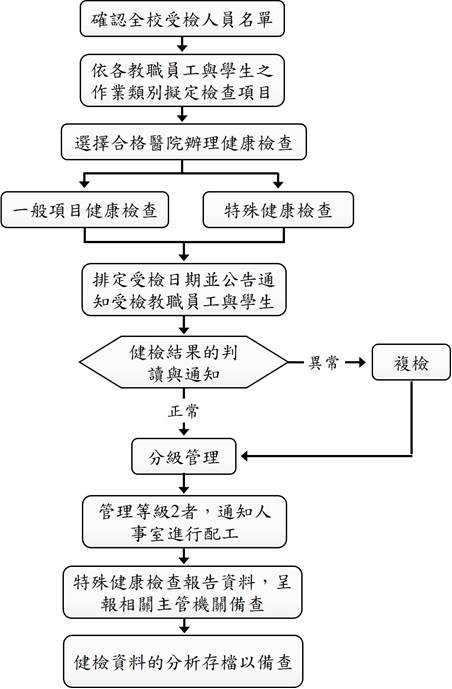 確認全校受檢人員名單
依各教職員工與學生之
作業類別擬定檢查項目
選擇合格醫院辦理健康檢查
一般項目健康檢查
特殊健康檢查
排定受檢日期並公告通
知受檢教職員工與學生
健檢結果的判
讀與通知
異常
複檢
正常
分級管理
管理等級2者，通知人
事室進行配工
特殊健康檢查報告資料，呈
報相關主管機關備查
健檢資料的分析存檔以備查